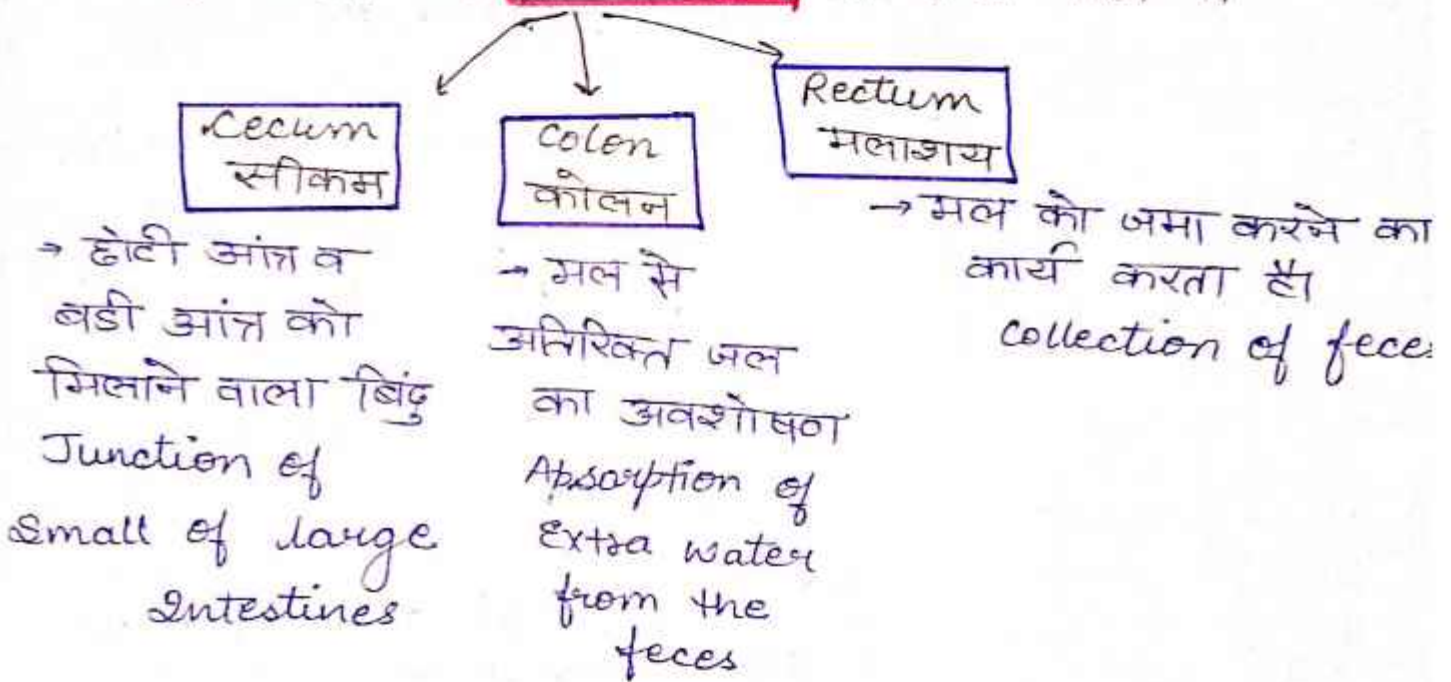 Cecum
सीकम
Colon
कोलन
Rectum
मलाशय
→ छोटी आंत्र व
बडी आंत्र को
मिलाने वाला बिंदु
Junction of
Small of large
Intestines
→ मल से
अतिरिक्त जल
का अवशोषण
Absorption of
Extra water
from the
feces
→ मल को जमा करने का
कार्य करता है।
Collection of feces